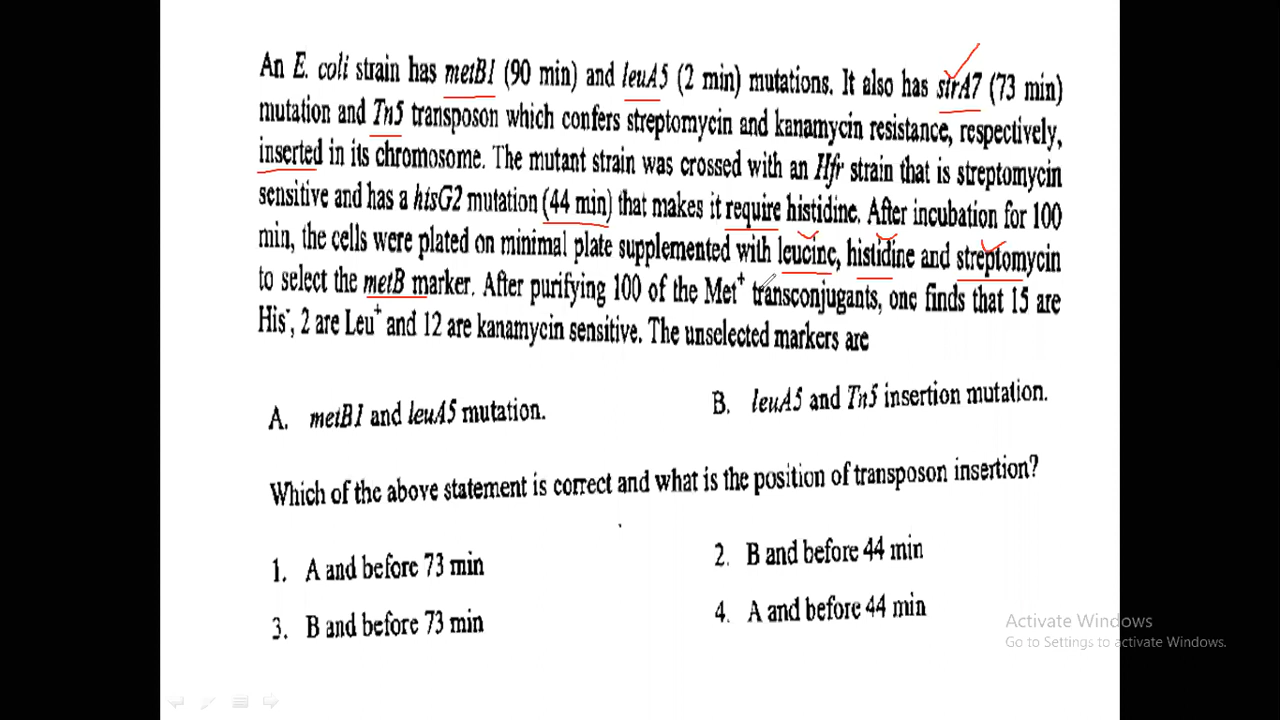 An E. coli strain has metB1 (90 min) and leuA5 (2 min) mutations. It also has strA7 (73 min)
mutation and Tn5 transposon which confers streptomycin and kanamycin resistance, respectively,
inserted in its chromosome. The mutant strain was crossed with an Hfr strain that is streptomycin
sensitive and has a hisG2 mutation (44 min) that makes it require histidine. After incubation for 100
min, the cells were plated on minimal plate supplemented with leucine, histidine and streptomycin
to select the metB marker. After purifying 100 of the Met⁺ transconjugants, one finds that 15 are
His⁻, 2 are Leu⁺ and 12 are kanamycin sensitive. The unselected markers are
A. metB1 and leuA5 mutation.
B. leuA5 and Tn5 insertion mutation.
Which of the above statement is correct and what is the position of transposon insertion?
1. A and before 73 min
2. B and before 44 min
3. B and before 73 min
4. A and before 44 min
Activate Windows
Go to Settings to activate Windows.